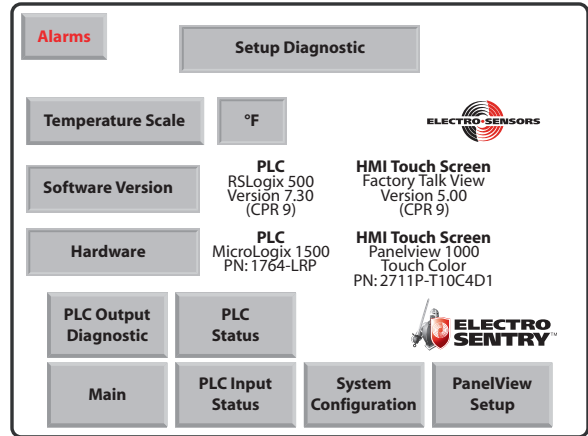 Alarms
Setup Diagnostic
Temperature Scale
°F
ELECTRO-SENSORS
Software Version
PLC
RSLogix 500
Version 7.30
(CPR 9)
HMI Touch Screen
Factory Talk View
Version 5.00
(CPR 9)
Hardware
PLC
MicroLogix 1500
PN: 1764-LRP
HMI Touch Screen
Panelview 1000
Touch Color
PN: 2711P-T10C4D1
PLC Output
Diagnostic
PLC
Status
ELECTRO
SENTRY™
Main
PLC Input
Status
System
Configuration
PanelView
Setup